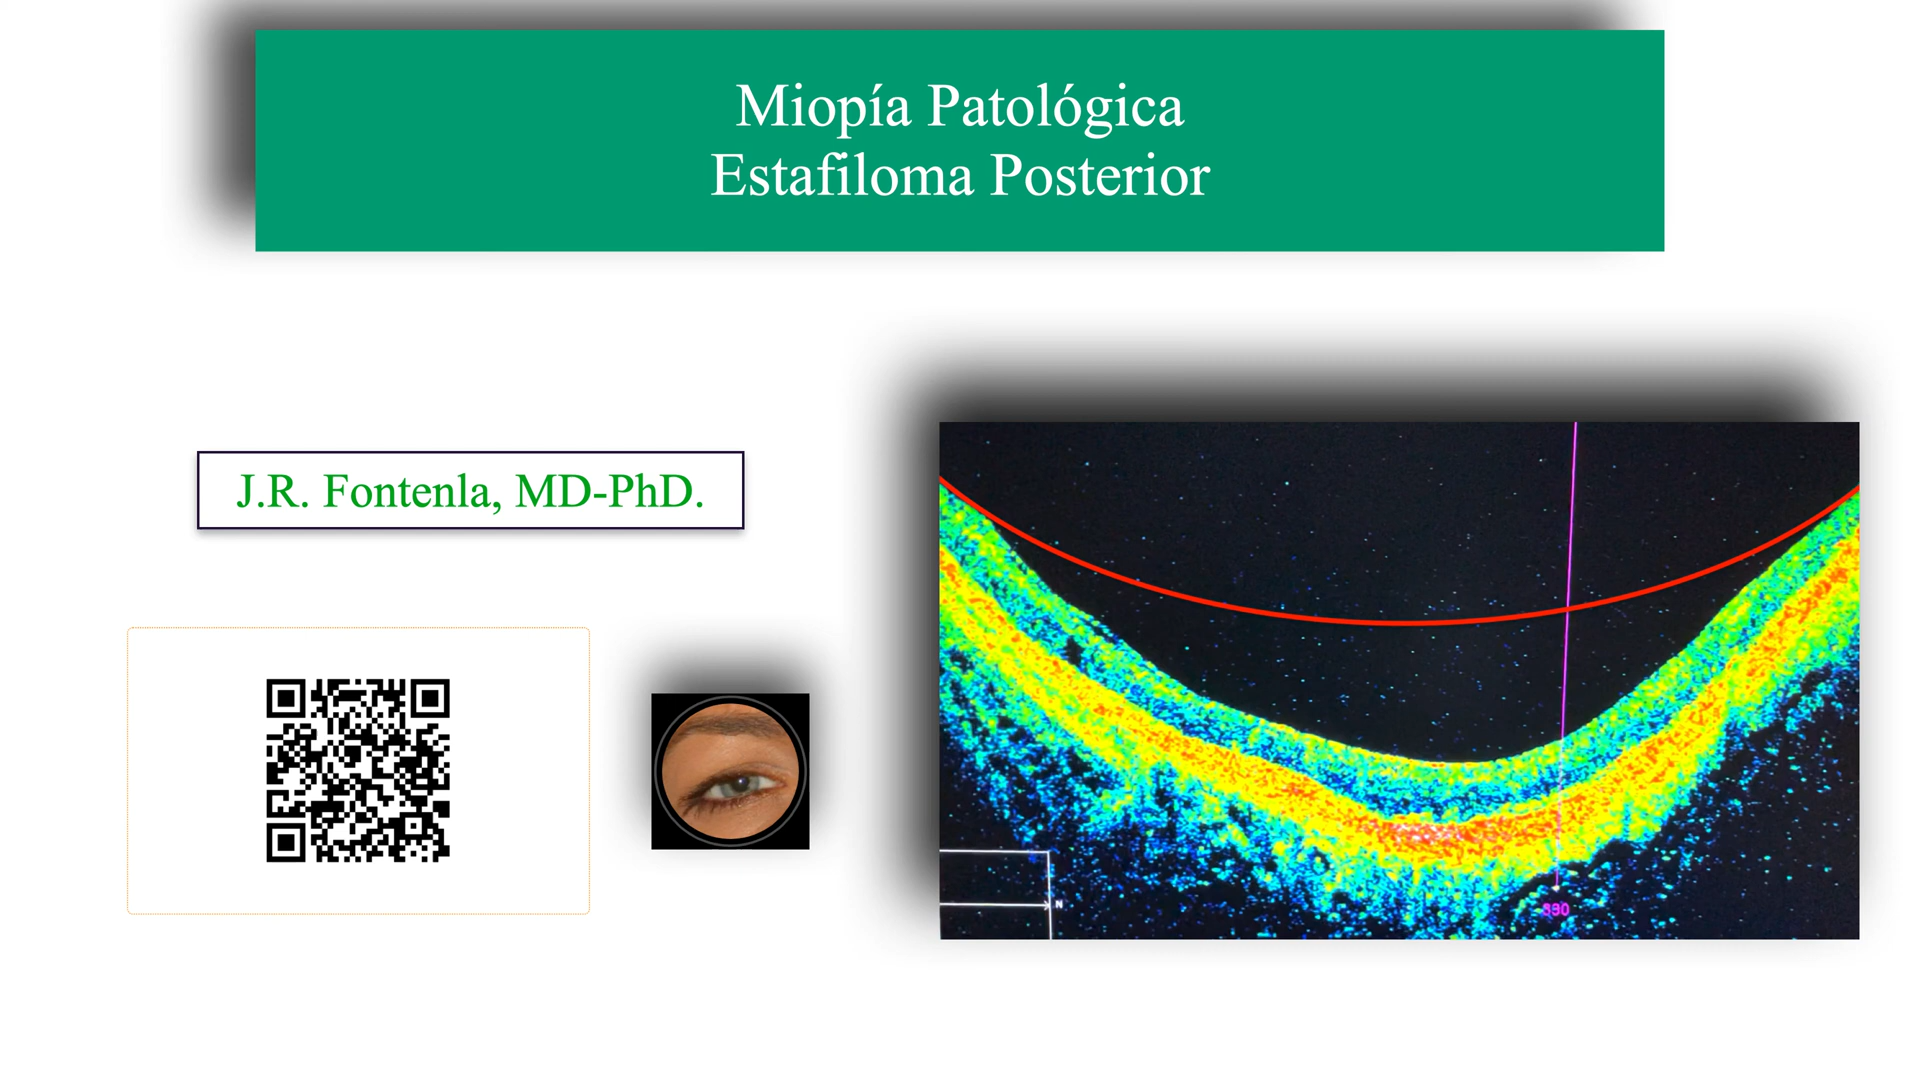 Miopía Patológica
Estafiloma Posterior
J.R. Fontenla, MD-PhD.
N